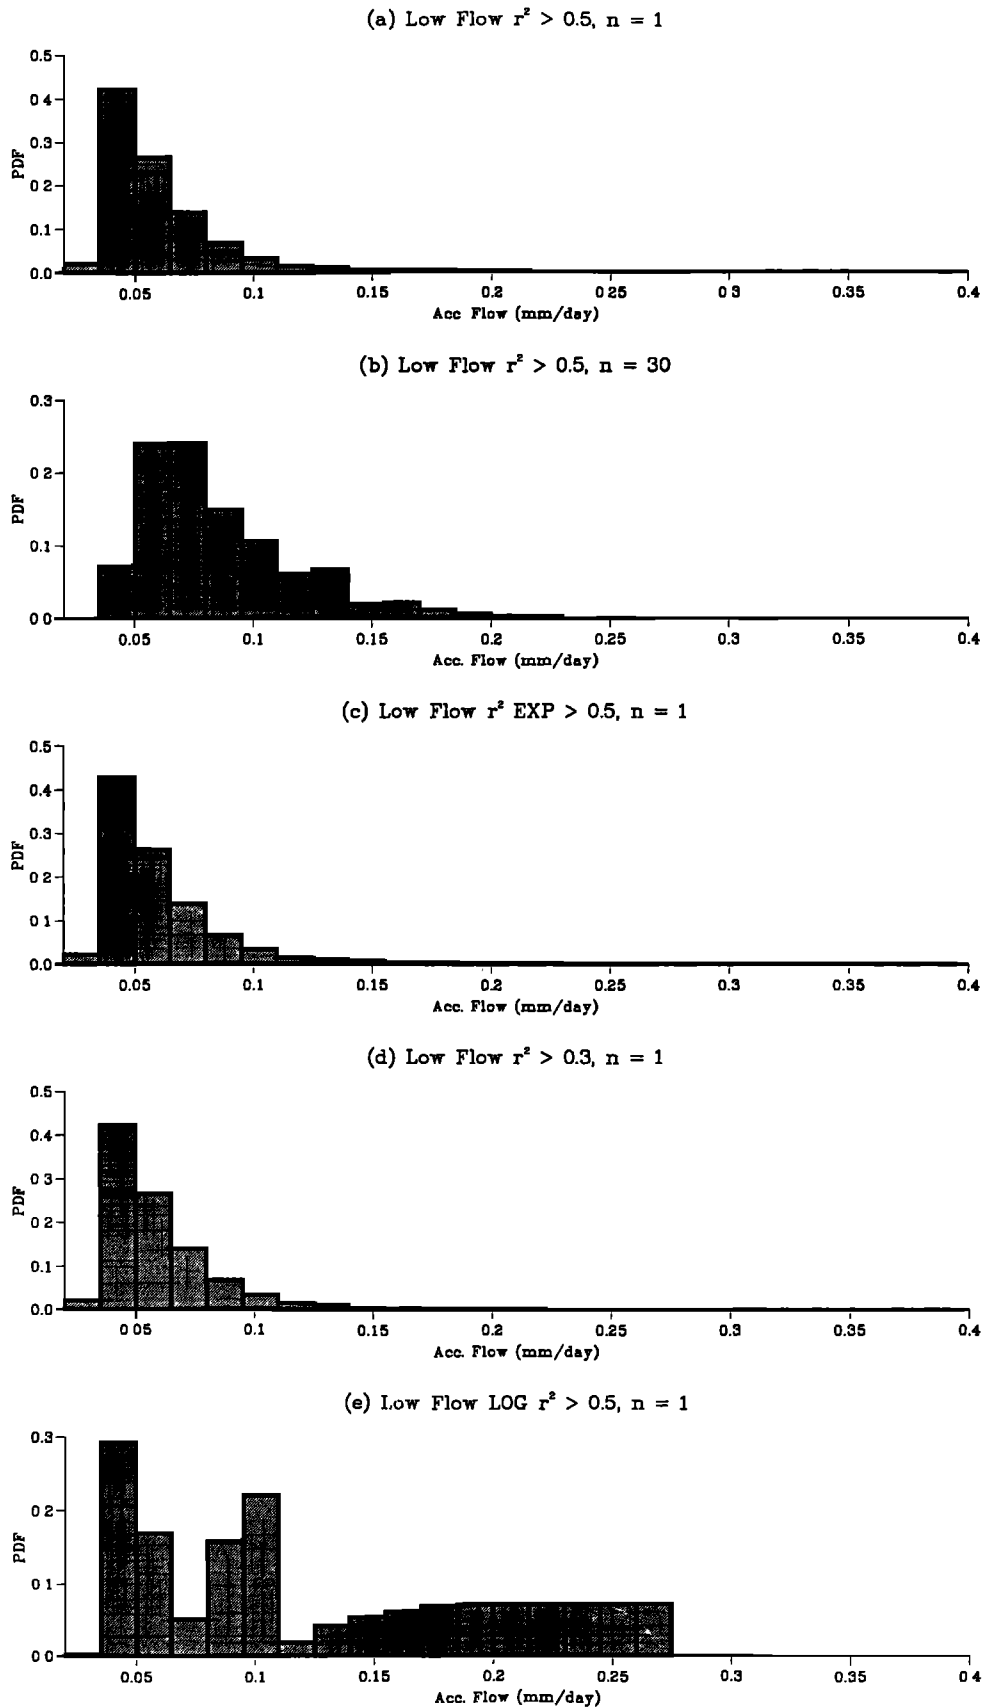 (a) Low Flow r² > 0.5, n = 1
0.5
0 4
0.3
0.2
0.1
0.0
PDF
0.05 0.1 0.15 0.2 0.25 0 3 0.35 0.4
Acc Flow (mm/day)
(b) Low Flow r² > 0.5, n = 30
0.3
0 2
0.1
0 0
PDF
0.05 0.1 0.15 0.2 0.25 0.3 0.35 0.4
Acc. Flow (mm/day)
(c) Low Flow r² EXP > 0.5, n = 1
0.5
0.4
0.3
0 2
0 1
0.0
PDF
0.05 0.1 0.15 0.2 0.25 0.3 0.35 0.4
Acc. Flow (mm/day)
(d) Low Flow r² > 0.3, n = 1
0.5
0.4
0 3
0 2
0.1
0.0
PDF
0 05 0.1 0.15 0.2 0.25 0.3 0.35 0.4
Acc. Flow (mm/day)
(e) Low Flow LOG r² > 0.5, n = 1
0.3
0 2
0.1
0 0
PDF
0.05 0.1 0.15 0.2 0.25 0.3 0.35 0 4
Acc. Flow (mm/day)